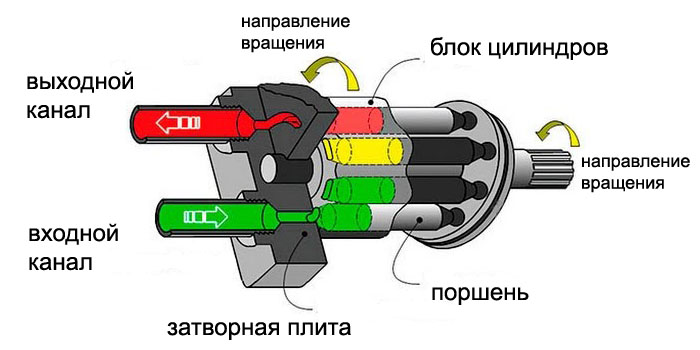 направление
вращения
блок цилиндров
выходной
канал
направление
вращения
входной
канал
поршень
затворная плита